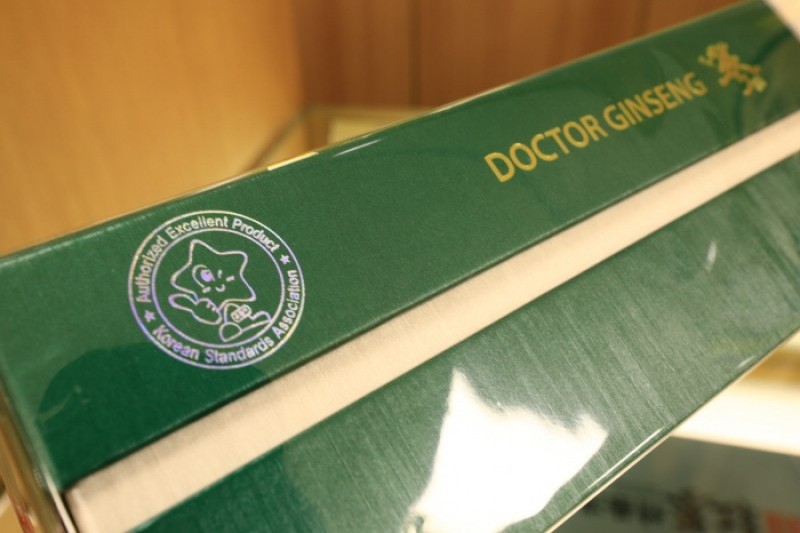 DOCTOR GINSENG
Authorized Excellent Product
Korean Standards Association